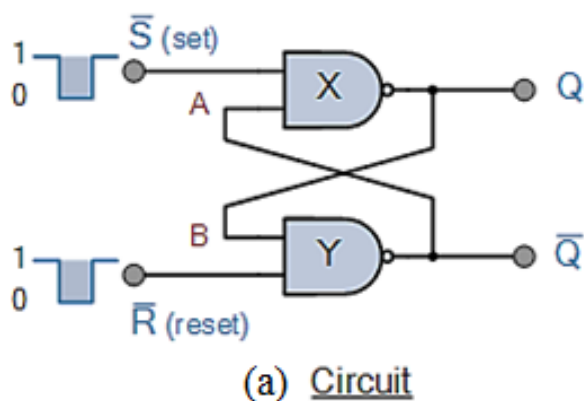 S̅ (set)
1
0
A
X
Q
B
Y
Q̅
1
0
R̅ (reset)
(a) Circuit